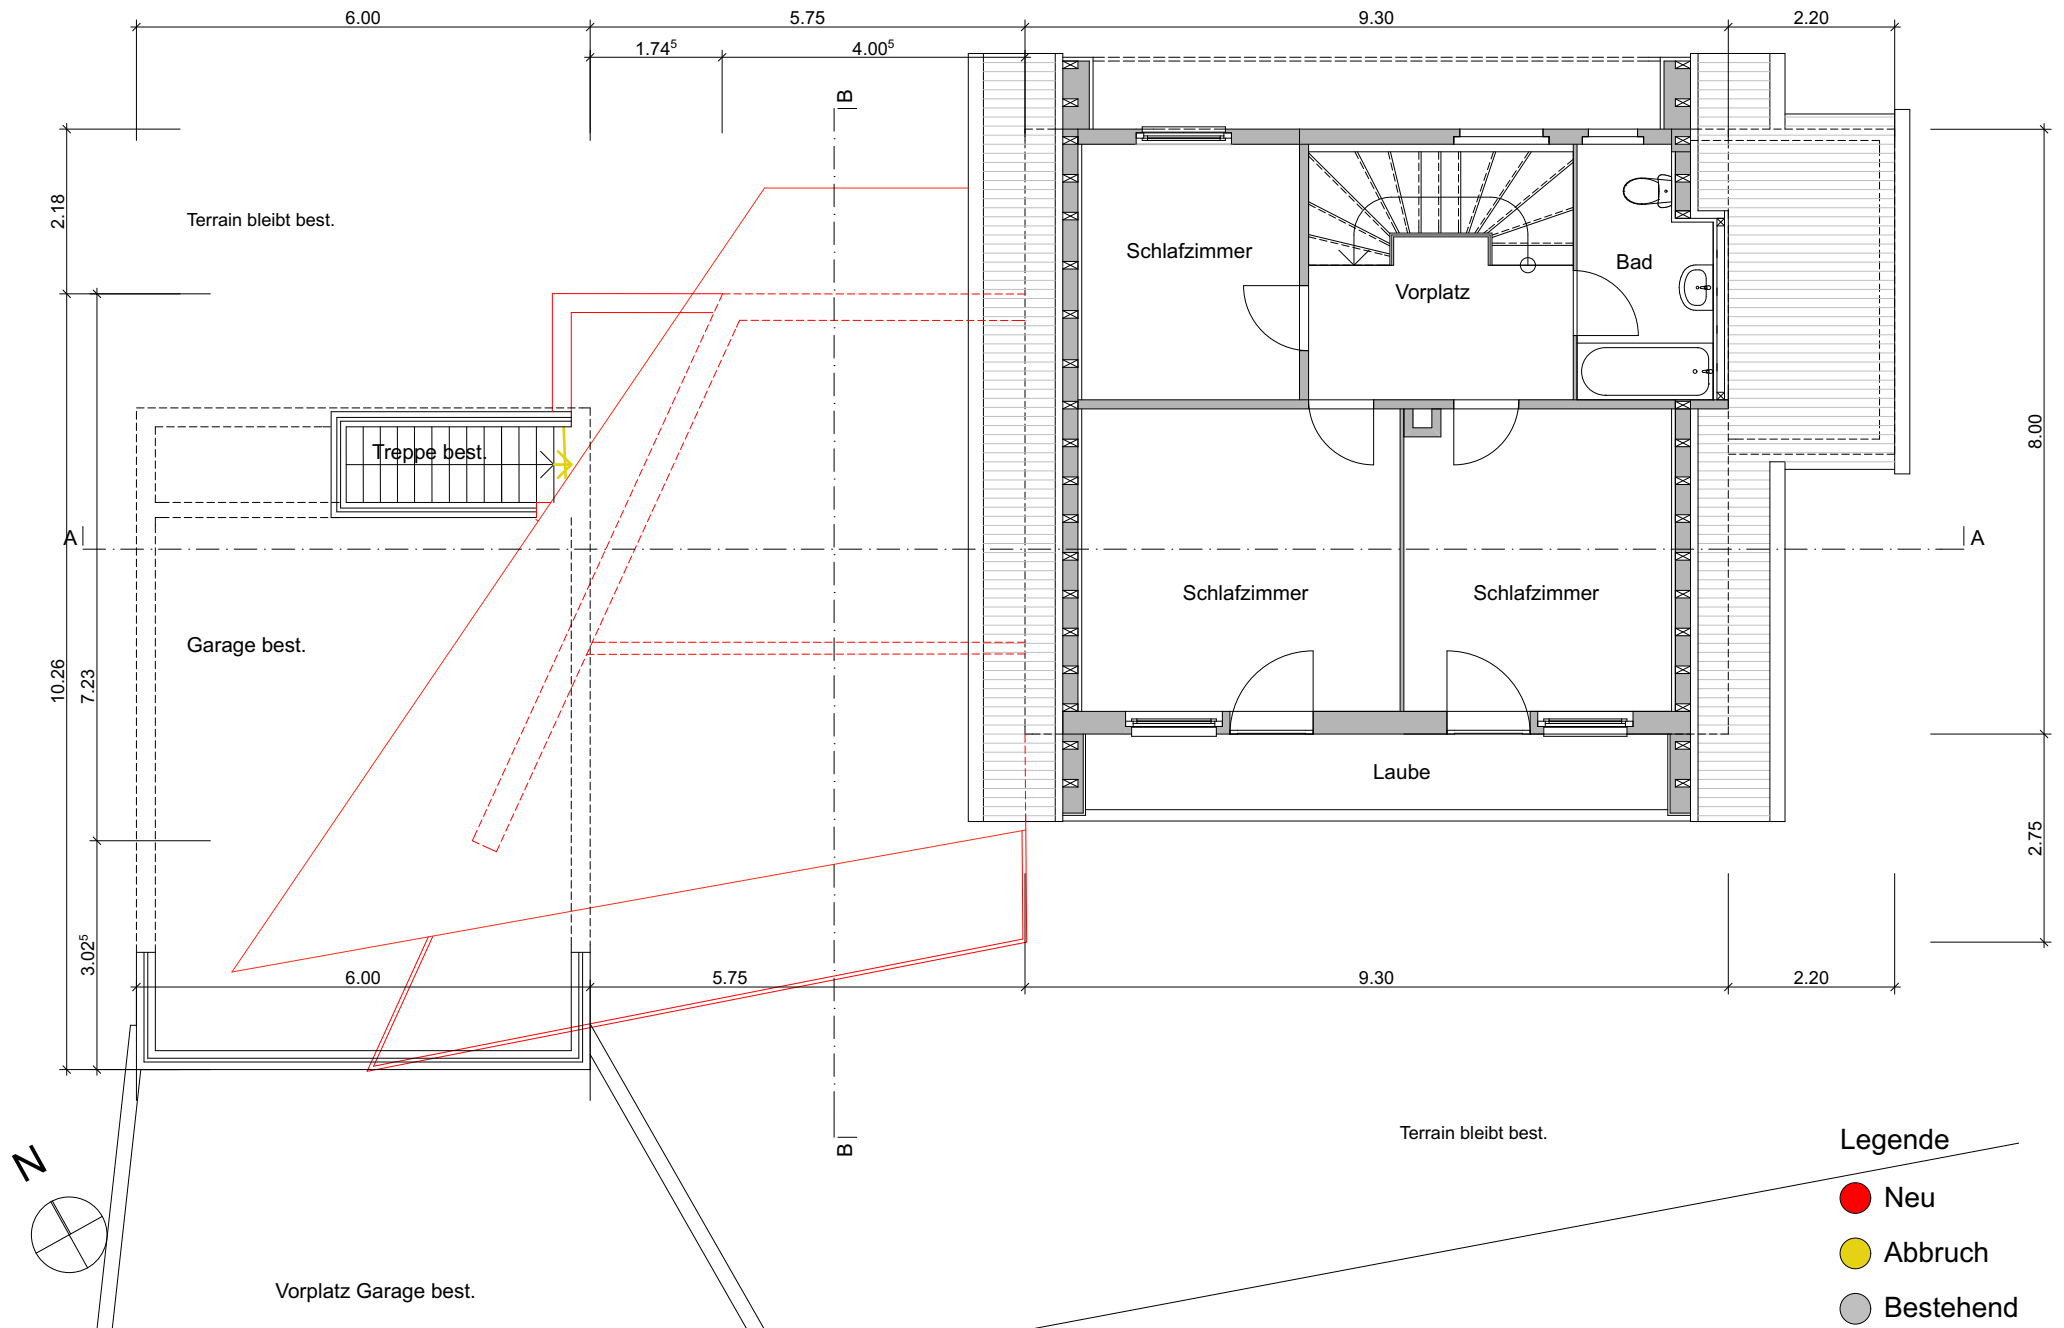 6.00
5.75
9.30
2.20
1.74⁵
4.00⁵
B
2.18
Terrain bleibt best.
Schlafzimmer
Vorplatz
Bad
Treppe best.
8.00
A
A
Garage best.
Schlafzimmer
Schlafzimmer
10.26
7.23
Laube
2.75
3.02⁵
6.00
5.75
9.30
2.20
B
Terrain bleibt best.
N
Vorplatz Garage best.
Legende
Neu
Abbruch
Bestehend